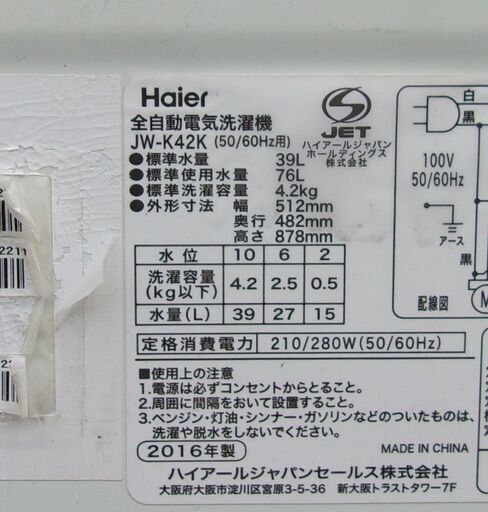 Haier
全自動電気洗濯機
JW-K42K (50/60Hz用)
JET
ハイアールジャパン
ホールディングス
株式会社
●標準水量 39L
●標準使用水量 76L
●標準洗濯容量 4.2kg
●外形寸法 幅 512mm
奥行 482mm
高さ 878mm
水位 10 6 2
洗濯容量(kg以下) 4.2 2.5 0.5
水量(L) 39 27 15
定格消費電力 210/280W(50/60Hz)
■使用上の注意
1.電源は必ずコンセントからとること。
2.周囲に間隔をおいて設置すること。
3.ベンジン・灯油・シンナー・ガソリンなどのついたものは、
洗濯や脱水をしないでください。
2016年製
MADE IN CHINA
ハイアールジャパンセールス株式会社
大阪府大阪市淀川区宮原3-5-36 新大阪トラストタワー7F
白
黒
100V
50/60Hz
アース
黒
配線図
M
2211